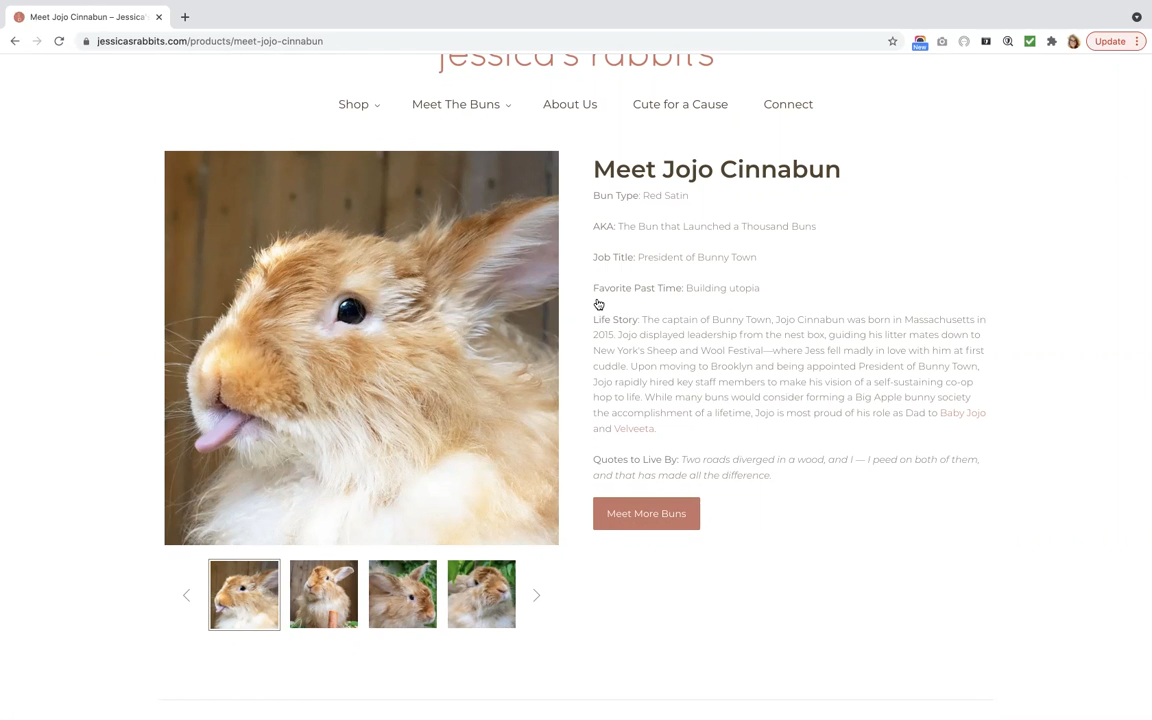 Meet Jojo Cinnabun – Jessica's
jessicasrabbits.com/products/meet-jojo-cinnabun
New
Update
jessica's rabbits
Shop
Meet The Buns
About Us
Cute for a Cause
Connect
Meet Jojo Cinnabun
Bun Type: Red Satin
AKA: The Bun that Launched a Thousand Buns
Job Title: President of Bunny Town
Favorite Past Time: Building utopia
Life Story: The captain of Bunny Town, Jojo Cinnabun was born in Massachusetts in
2015. Jojo displayed leadership from the nest box, guiding his litter mates down to
New York's Sheep and Wool Festival—where Jess fell madly in love with him at first
cuddle. Upon moving to Brooklyn and being appointed President of Bunny Town,
Jojo rapidly hired key staff members to make his vision of a self-sustaining co-op
hop to life. While many buns would consider forming a Big Apple bunny society
the accomplishment of a lifetime, Jojo is most proud of his role as Dad to Baby Jojo
and Velveeta.
Quotes to Live By: Two roads diverged in a wood, and I — I peed on both of them,
and that has made all the difference.
Meet More Buns